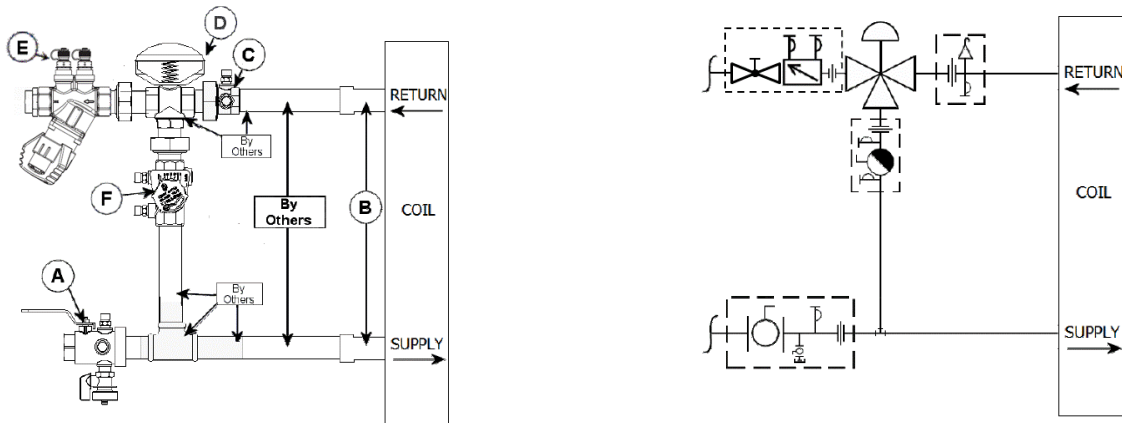 D
E
C
RETURN
By
Others
F
By
Others
B
COIL
By
Others
A
SUPPLY
RETURN
COIL
SUPPLY